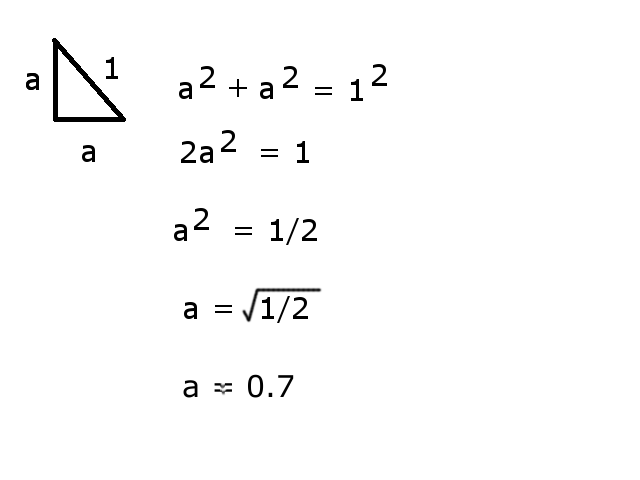 a
1
a
a² + a² = 1²
2a² = 1
a² = 1/2
a = √1/2
a ≈ 0.7